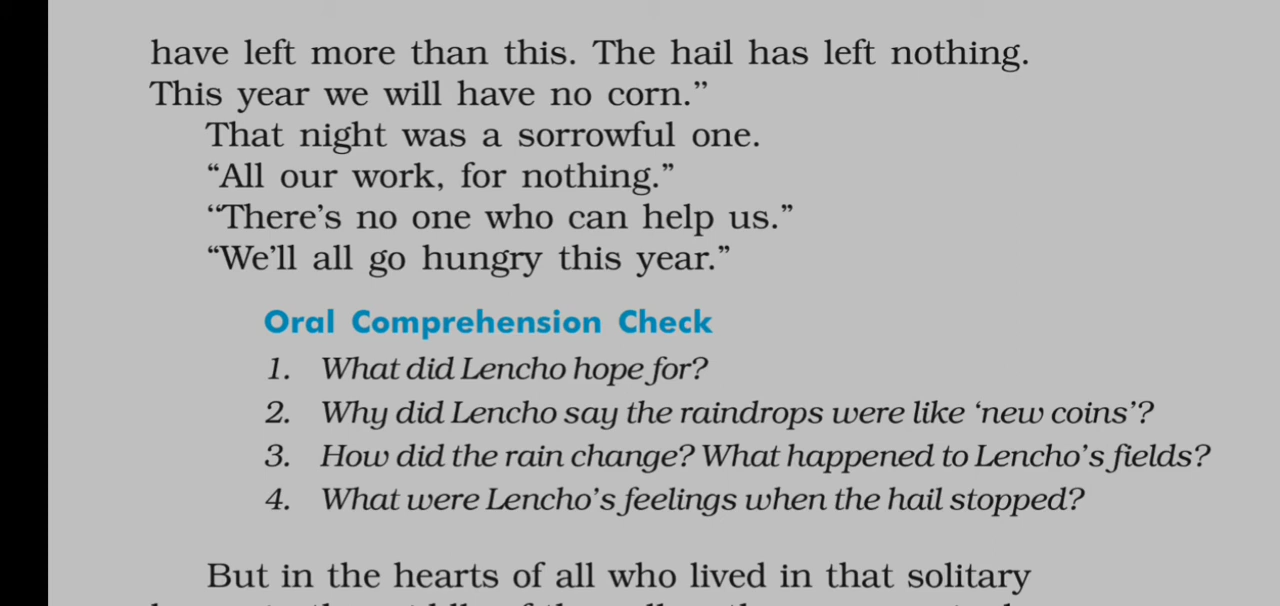 have left more than this. The hail has left nothing.
This year we will have no corn.”
That night was a sorrowful one.
“All our work, for nothing.”
“There’s no one who can help us.”
“We’ll all go hungry this year.”
Oral Comprehension Check
1. What did Lencho hope for?
2. Why did Lencho say the raindrops were like ‘new coins’?
3. How did the rain change? What happened to Lencho’s fields?
4. What were Lencho’s feelings when the hail stopped?
But in the hearts of all who lived in that solitary